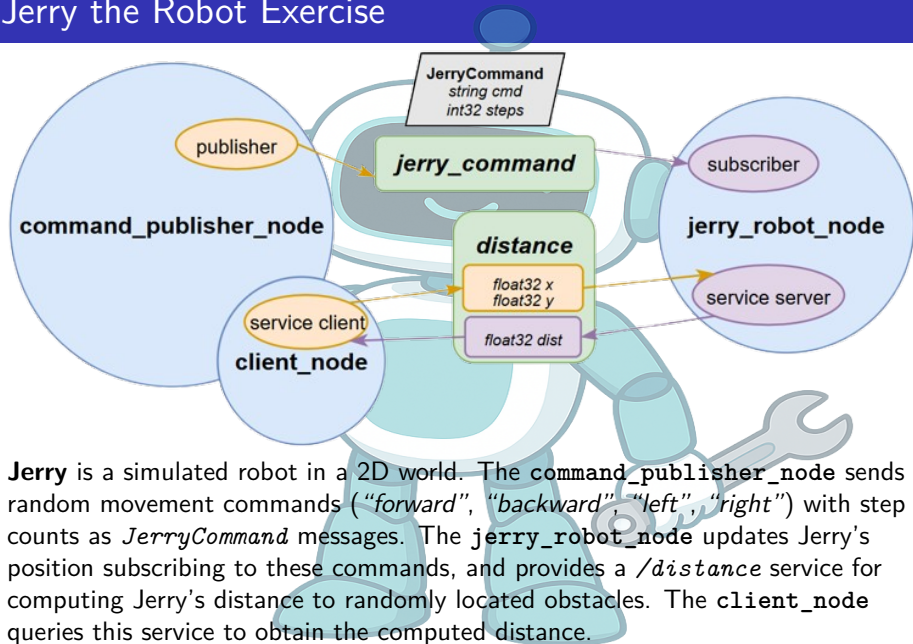 Jerry the Robot Exercise
JerryCommand
string cmd
int32 steps
publisher
jerry_command
subscriber
command_publisher_node
jerry_robot_node
distance
float32 x
float32 y
service client
service server
float32 dist
client_node
Jerry is a simulated robot in a 2D world. The command_publisher_node sends
random movement commands (“forward”, “backward”, “left”, “right”) with step
counts as JerryCommand messages. The jerry_robot_node updates Jerry’s
position subscribing to these commands, and provides a /distance service for
computing Jerry’s distance to randomly located obstacles. The client_node
queries this service to obtain the computed distance.